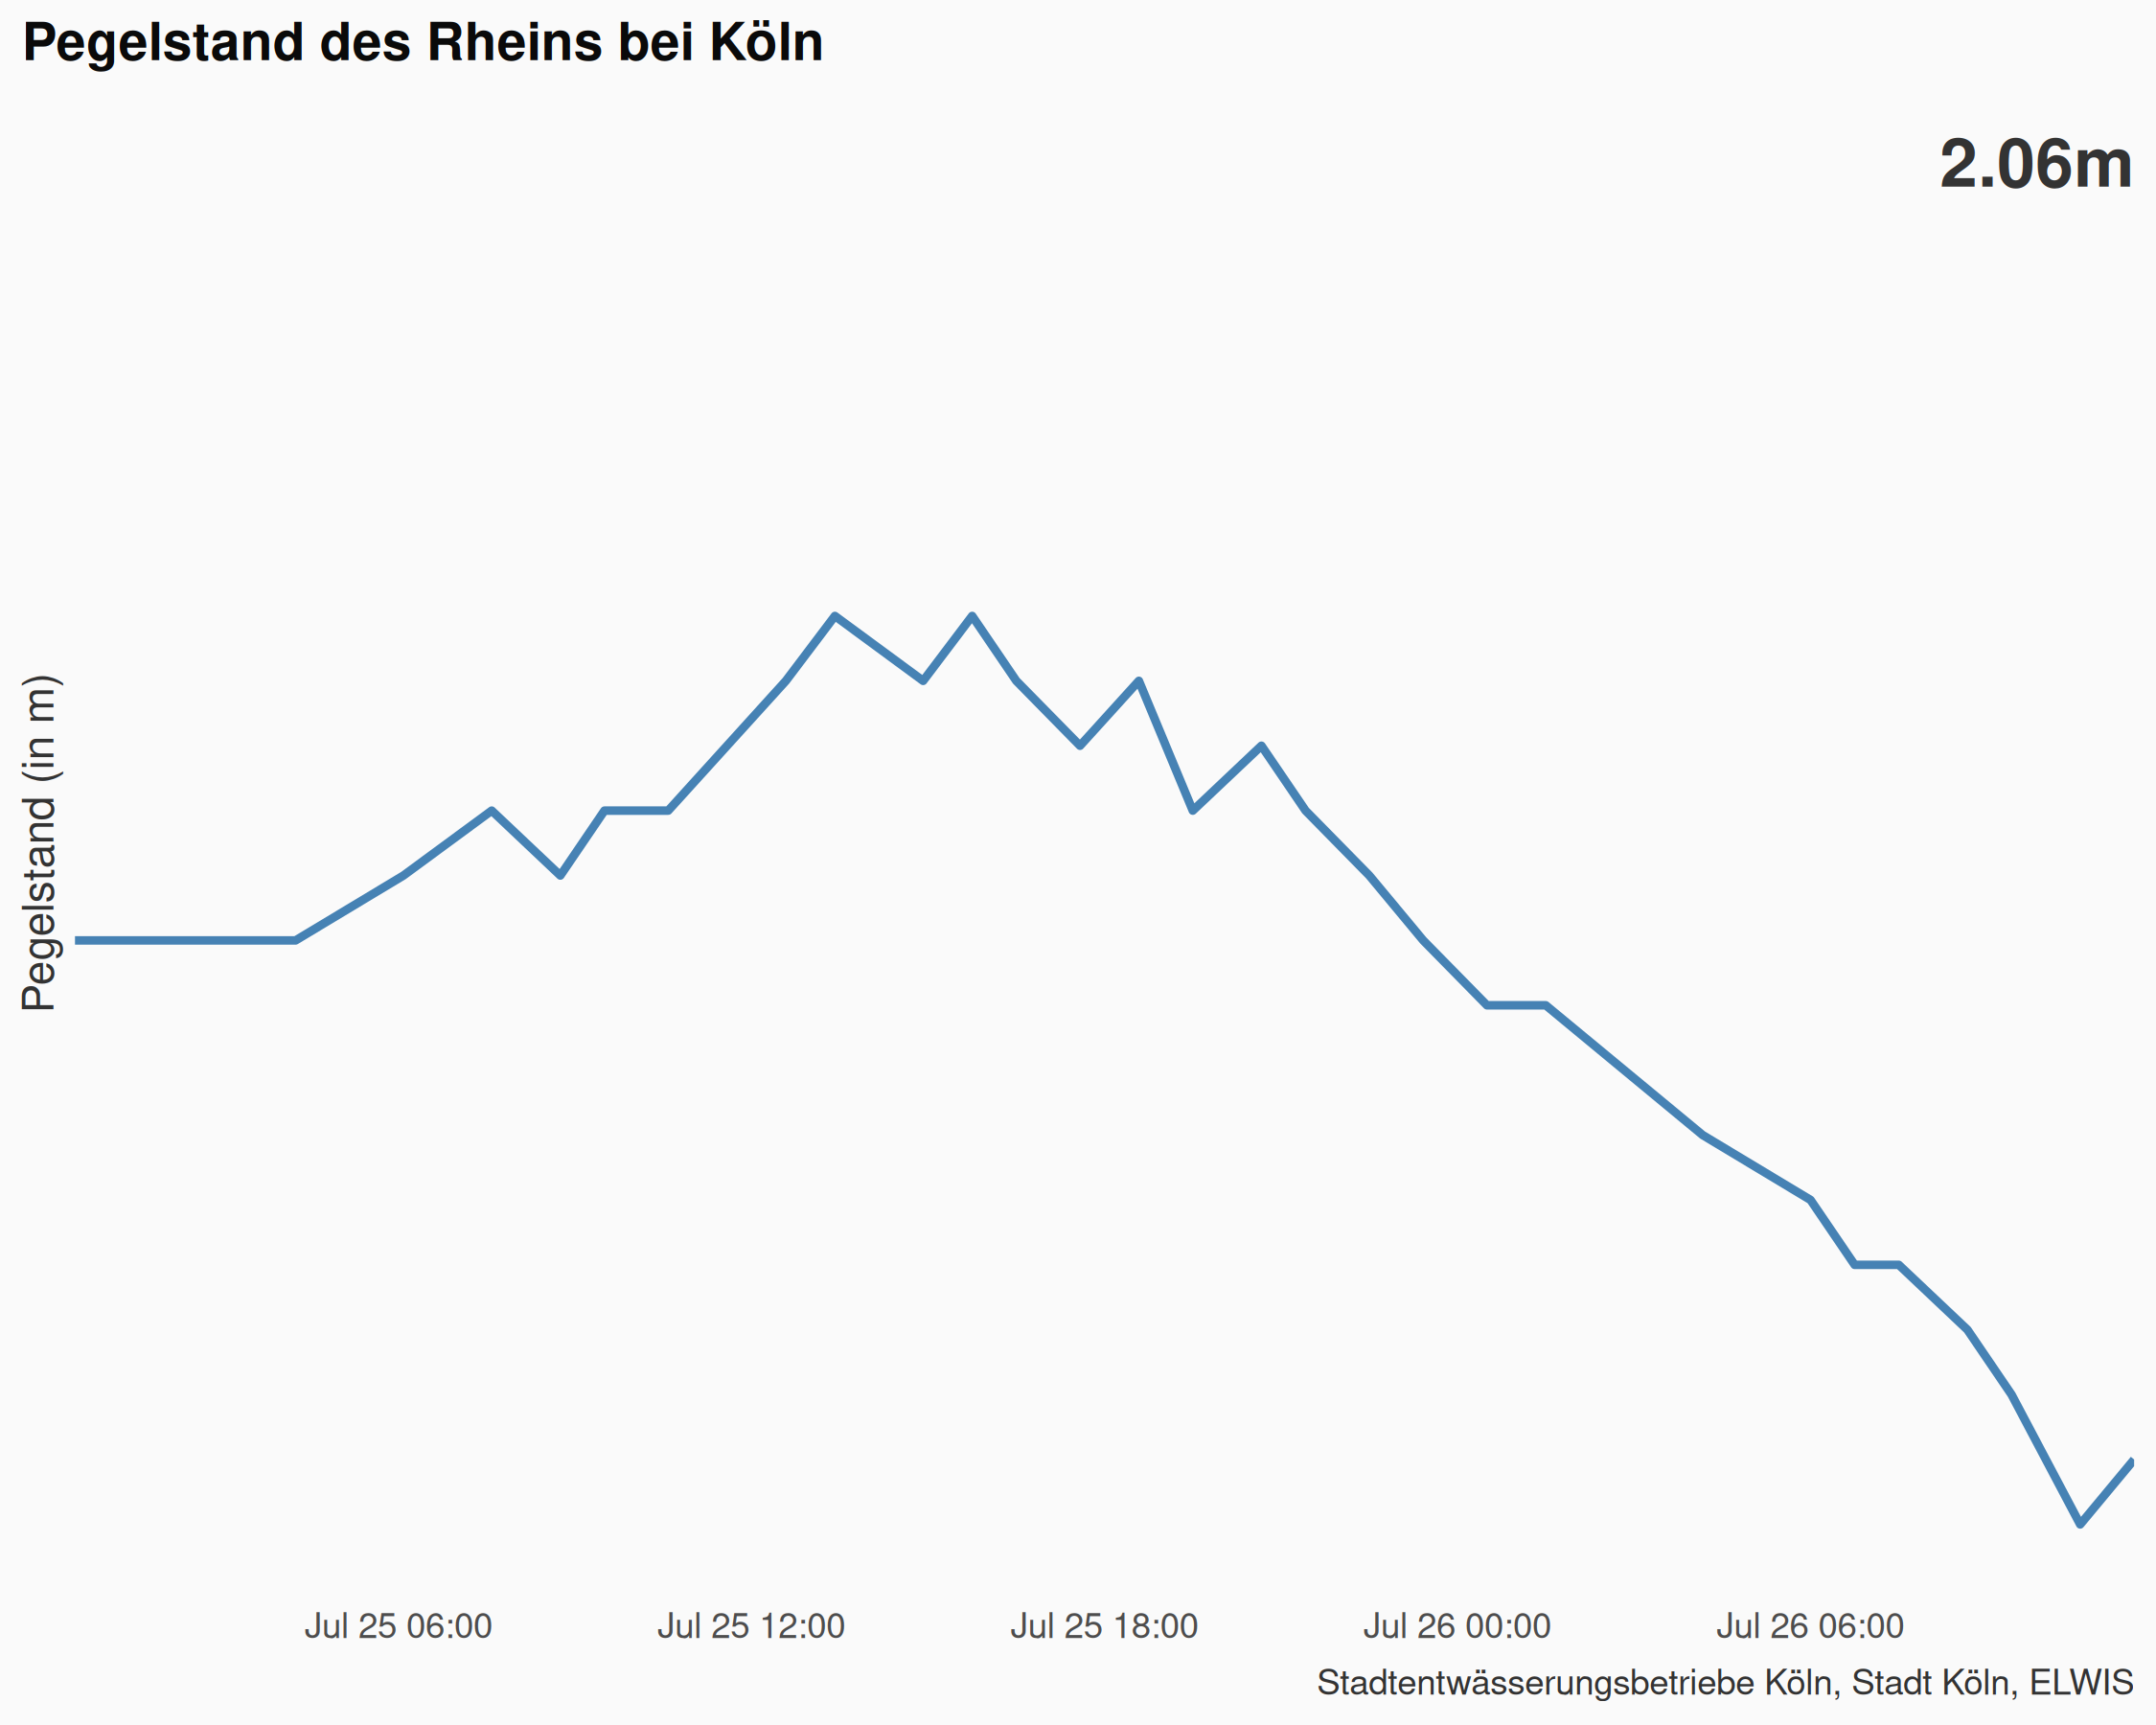 Pegelstand des Rheins bei Köln
2.06m
Pegelstand (in m)
Jul 25 06:00
Jul 25 12:00
Jul 25 18:00
Jul 26 00:00
Jul 26 06:00
Stadtentwässerungsbetriebe Köln, Stadt Köln, ELWIS